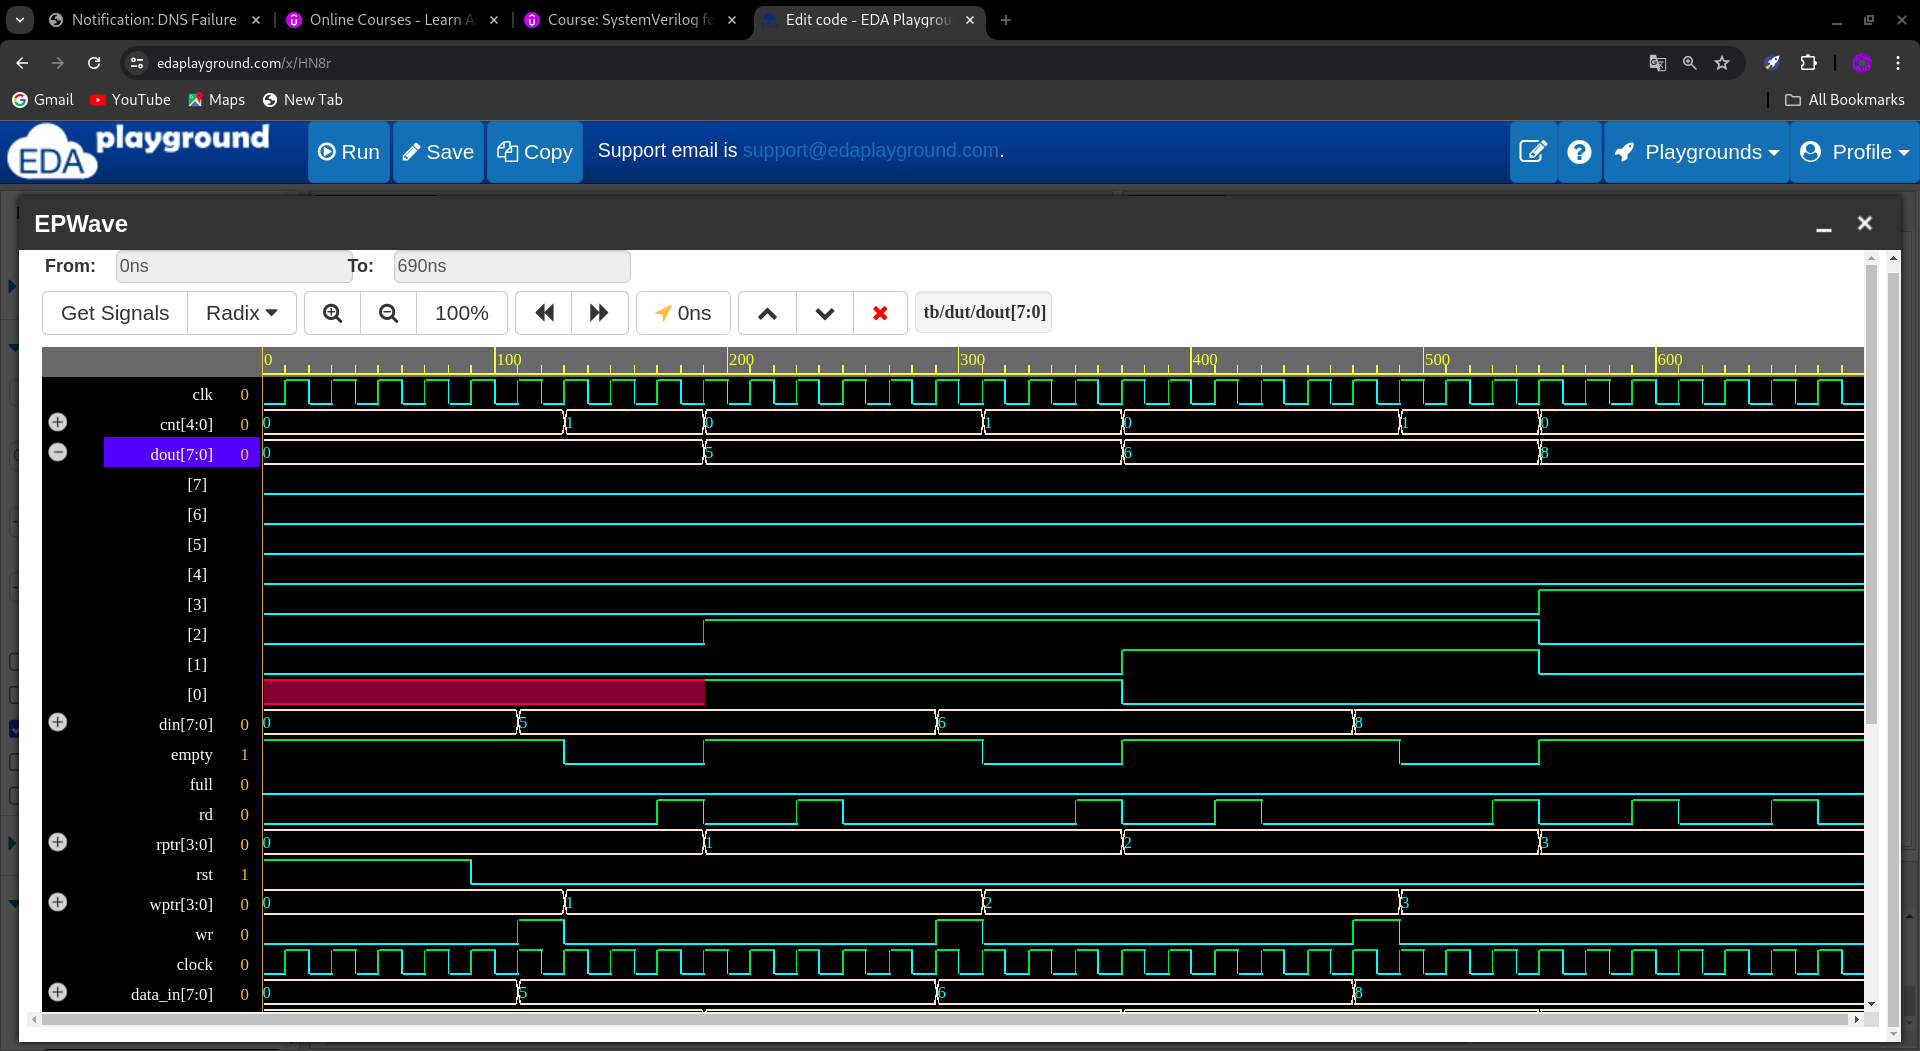 Notification: DNS Failure
Online Courses - Learn A
Course: SystemVerilog fo
Edit code - EDA Playgrou
edaplayground.com/x/HN8r
Gmail
YouTube
Maps
New Tab
All Bookmarks
EDA playground
Run
Save
Copy
Support email is support@edaplayground.com.
Playgrounds
Profile
EPWave
From: 0ns To: 690ns
Get Signals
Radix
100%
0ns
tb/dut/dout[7:0]
0 100 200 300 400 500 600
clk 0
cnt[4:0] 0 0 1 0 1 0 1 0
dout[7:0] 0 0 5 6 8
[7]
[6]
[5]
[4]
[3]
[2]
[1]
[0]
din[7:0] 0 0 5 6 8
empty 1
full 0
rd 0
rptr[3:0] 0 0 1 2 3
rst 1
wptr[3:0] 0 0 1 2 3
wr 0
clock 0
data_in[7:0] 0 0 5 6 8